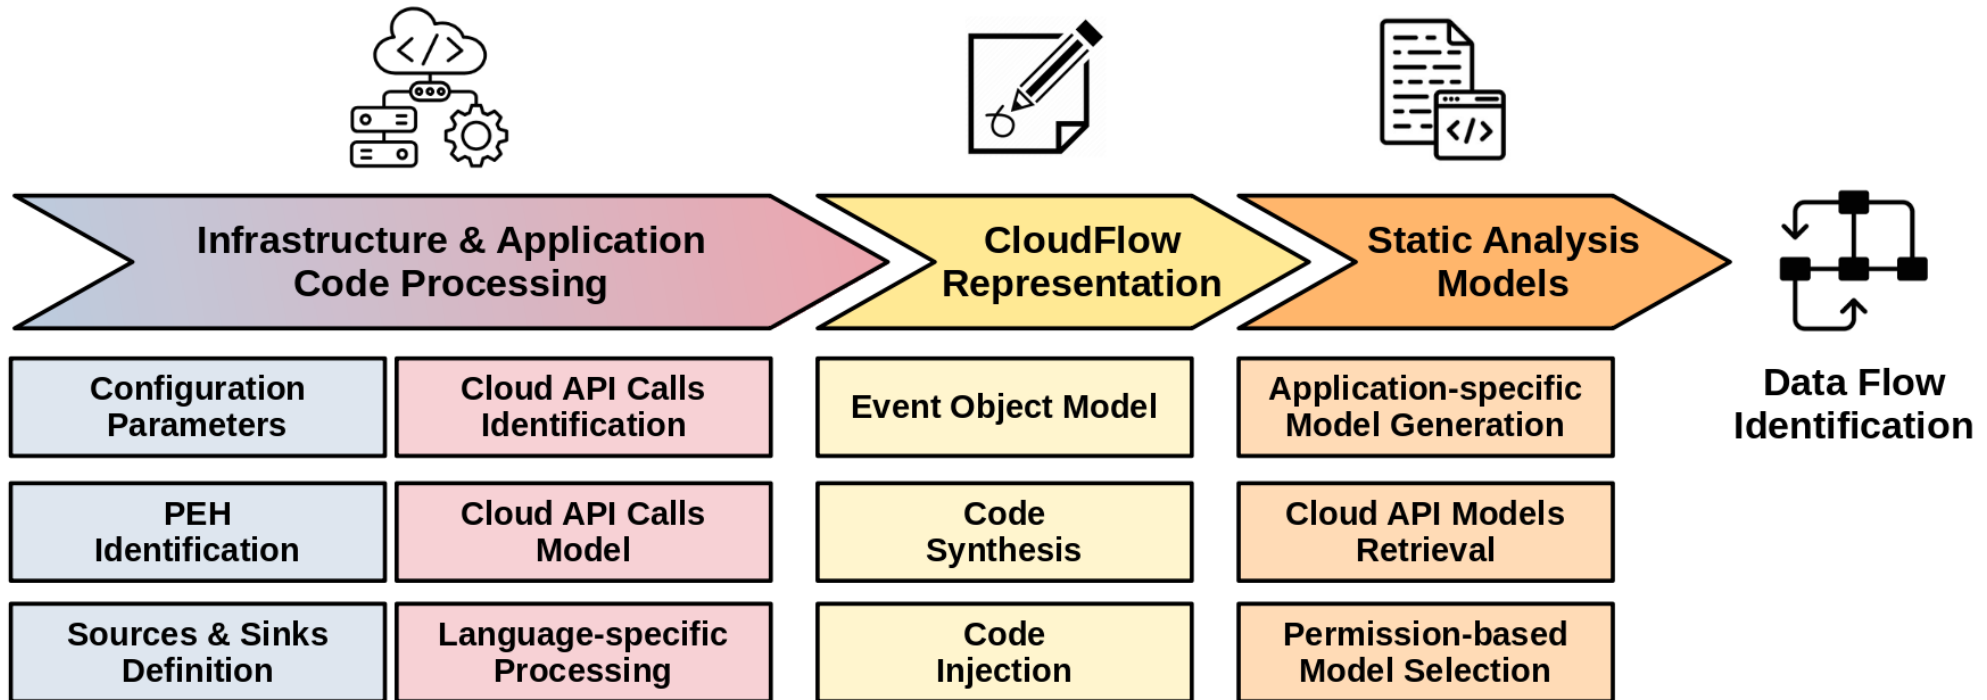 Infrastructure & Application
Code Processing
CloudFlow
Representation
Static Analysis
Models
Data Flow
Identification
Configuration
Parameters
Cloud API Calls
Identification
Event Object Model
Application-specific
Model Generation
PEH
Identification
Cloud API Calls
Model
Code
Synthesis
Cloud API Models
Retrieval
Sources & Sinks
Definition
Language-specific
Processing
Code
Injection
Permission-based
Model Selection